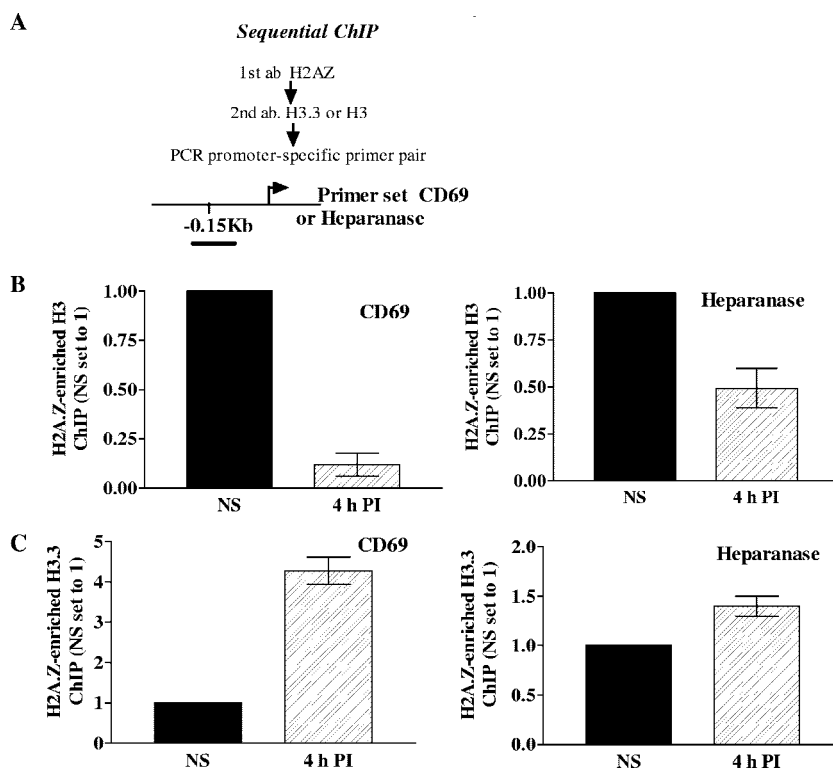 A
Sequential ChIP
1st ab H2AZ
2nd ab. H3.3 or H3
PCR promoter-specific primer pair
Primer set CD69
or Heparanase
-0.15Kb
B
H2A.Z-enriched H3
ChIP (NS set to 1)
1.00
0.75
0.50
0.25
0.00
CD69
NS
4 h PI
H2A.Z-enriched H3
ChIP (NS set to 1)
1.00
0.75
0.50
0.25
0.00
Heparanase
NS
4 h PI
C
H2A.Z-enriched H3.3
ChIP (NS set to 1)
5
4
3
2
1
0
CD69
NS
4 h PI
H2A.Z-enriched H3.3
ChIP (NS set to 1)
2.0
1.5
1.0
0.5
0.0
Heparanase
NS
4 h PI